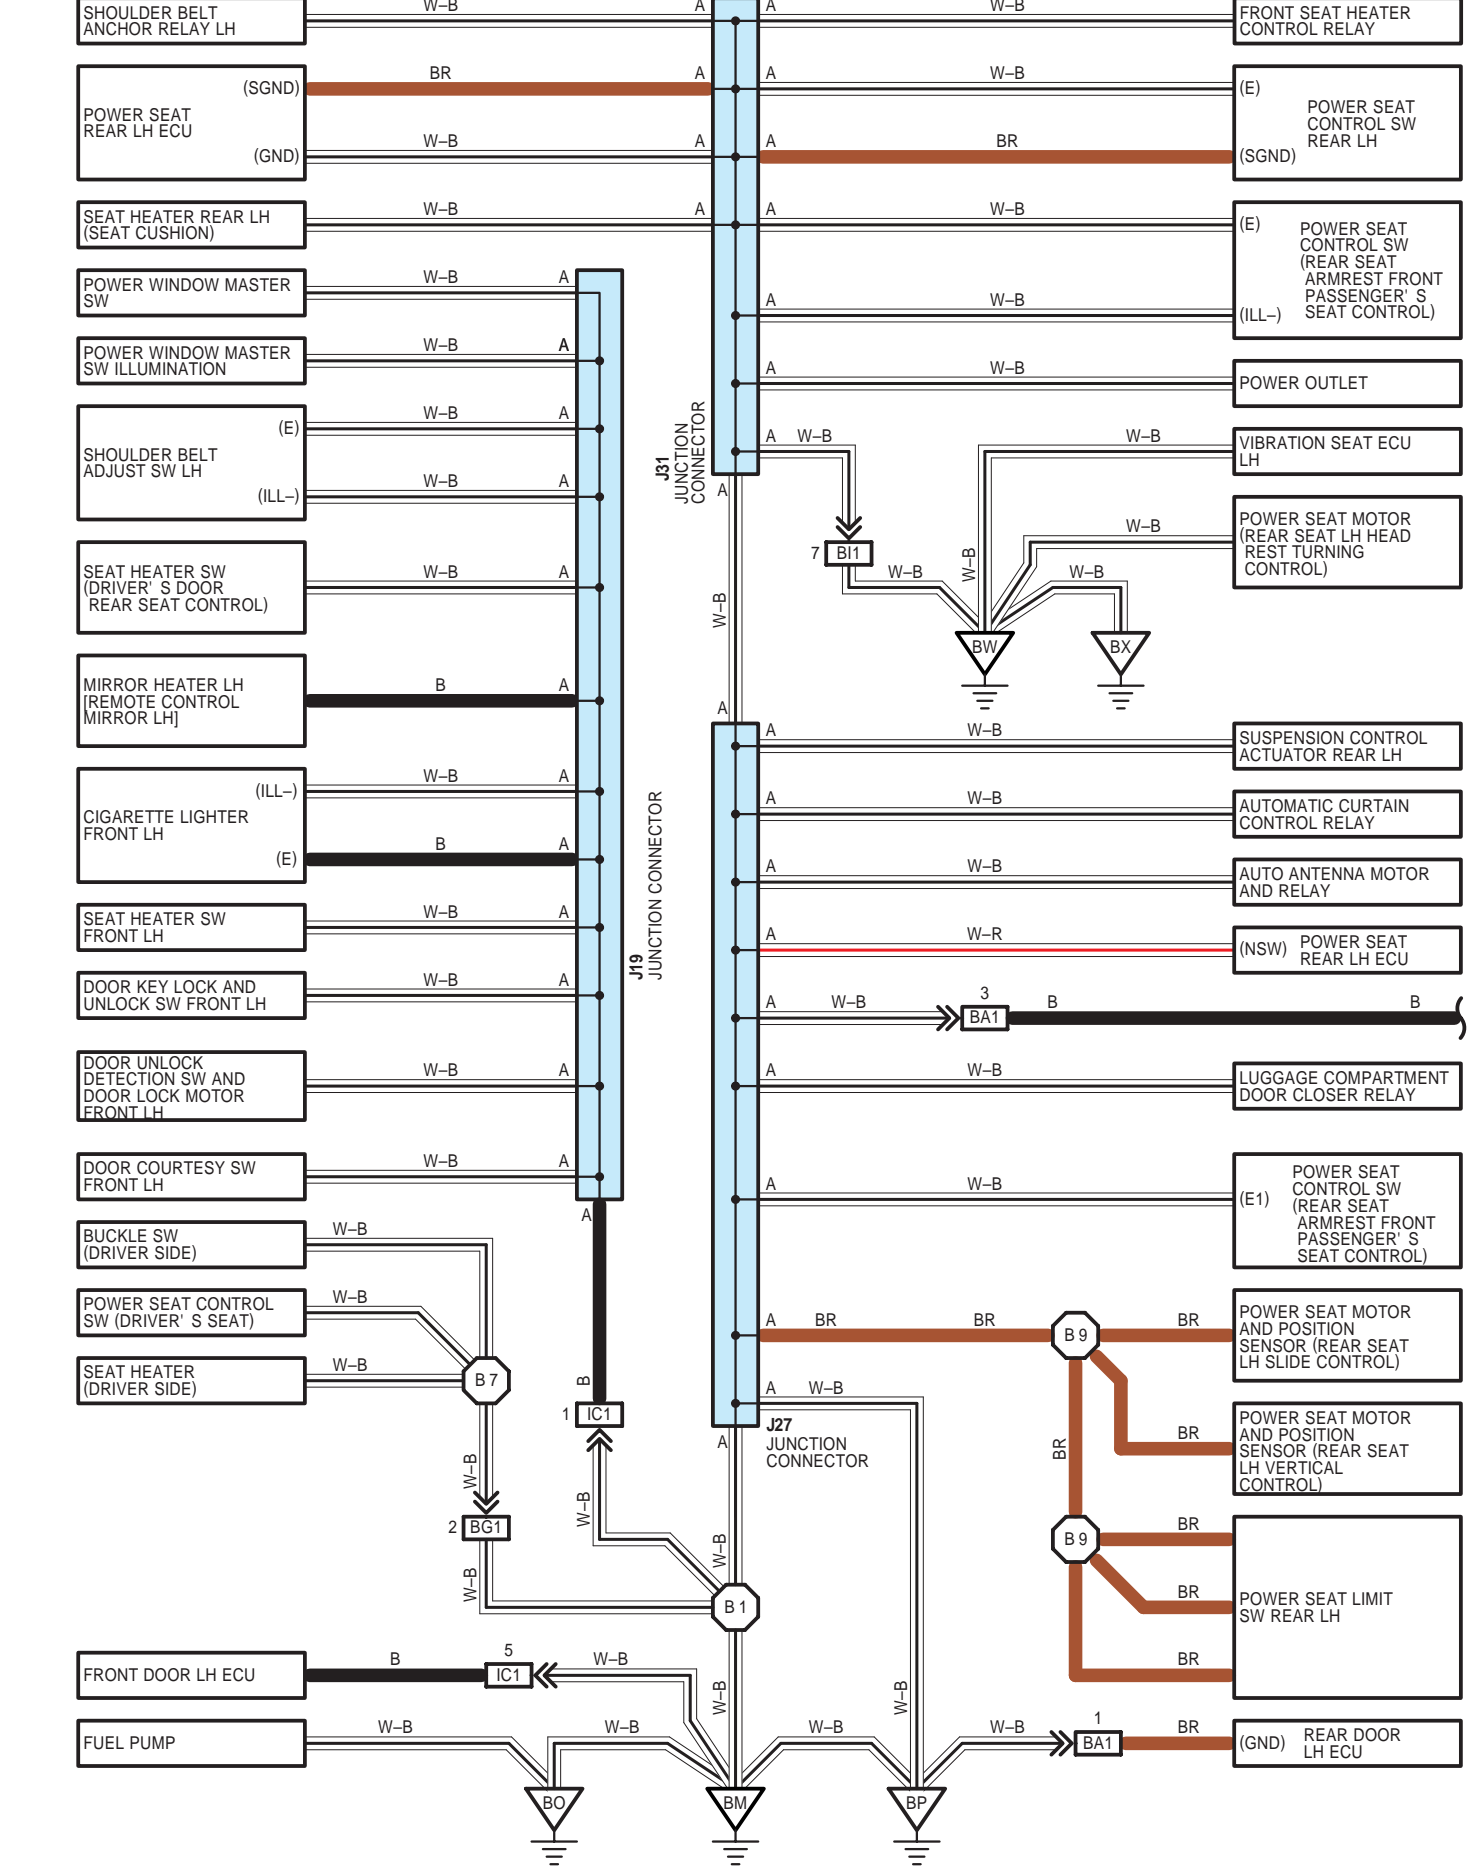 SHOULDER BELT
ANCHOR RELAY LH
W–B
A
A
W–B
FRONT SEAT HEATER
CONTROL RELAY
POWER SEAT
REAR LH ECU
(SGND)
BR
A
(GND)
W–B
A
A
W–B
(E)
A
BR
(SGND)
POWER SEAT
CONTROL SW
REAR LH
SEAT HEATER REAR LH
(SEAT CUSHION)
W–B
A
A
W–B
(E)
A
W–B
(ILL–)
POWER SEAT
CONTROL SW
(REAR SEAT
ARMREST FRONT
PASSENGER' S
SEAT CONTROL)
POWER WINDOW MASTER
SW
W–B
A
POWER WINDOW MASTER
SW ILLUMINATION
W–B
A
A
W–B
POWER OUTLET
SHOULDER BELT
ADJUST SW LH
(E)
W–B
A
(ILL–)
W–B
A
J31
JUNCTION
CONNECTOR
A
W–B
A
W–B
VIBRATION SEAT ECU
LH
7
BI1
W–B
W–B
W–B
POWER SEAT MOTOR
(REAR SEAT LH HEAD
REST TURNING
CONTROL)
W–B
BW
BX
SEAT HEATER SW
(DRIVER' S DOOR
REAR SEAT CONTROL)
W–B
A
W–B
MIRROR HEATER LH
[REMOTE CONTROL
MIRROR LH]
B
A
A
A
W–B
SUSPENSION CONTROL
ACTUATOR REAR LH
CIGARETTE LIGHTER
FRONT LH
(ILL–)
W–B
A
(E)
B
A
A
W–B
AUTOMATIC CURTAIN
CONTROL RELAY
A
W–B
AUTO ANTENNA MOTOR
AND RELAY
SEAT HEATER SW
FRONT LH
W–B
A
J19
JUNCTION CONNECTOR
A
W–R
(NSW)
POWER SEAT
REAR LH ECU
DOOR KEY LOCK AND
UNLOCK SW FRONT LH
W–B
A
A
W–B
3
BA1
B
B
DOOR UNLOCK
DETECTION SW AND
DOOR LOCK MOTOR
FRONT LH
W–B
A
A
W–B
LUGGAGE COMPARTMENT
DOOR CLOSER RELAY
DOOR COURTESY SW
FRONT LH
W–B
A
A
W–B
(E1)
POWER SEAT
CONTROL SW
(REAR SEAT
ARMREST FRONT
PASSENGER' S
SEAT CONTROL)
BUCKLE SW
(DRIVER SIDE)
W–B
A
POWER SEAT CONTROL
SW (DRIVER' S SEAT)
W–B
A
BR
BR
B 9
BR
POWER SEAT MOTOR
AND POSITION
SENSOR (REAR SEAT
LH SLIDE CONTROL)
SEAT HEATER
(DRIVER SIDE)
W–B
B 7
B
1
IC1
A
W–B
J27
JUNCTION
CONNECTOR
A
BR
BR
POWER SEAT MOTOR
AND POSITION
SENSOR (REAR SEAT
LH VERTICAL
CONTROL)
W–B
2
BG1
W–B
W–B
W–B
B 9
BR
BR
BR
POWER SEAT LIMIT
SW REAR LH
B 1
FRONT DOOR LH ECU
B
5
IC1
W–B
W–B
W–B
FUEL PUMP
W–B
W–B
W–B
W–B
1
BA1
BR
(GND)
REAR DOOR
LH ECU
BO
BM
BP